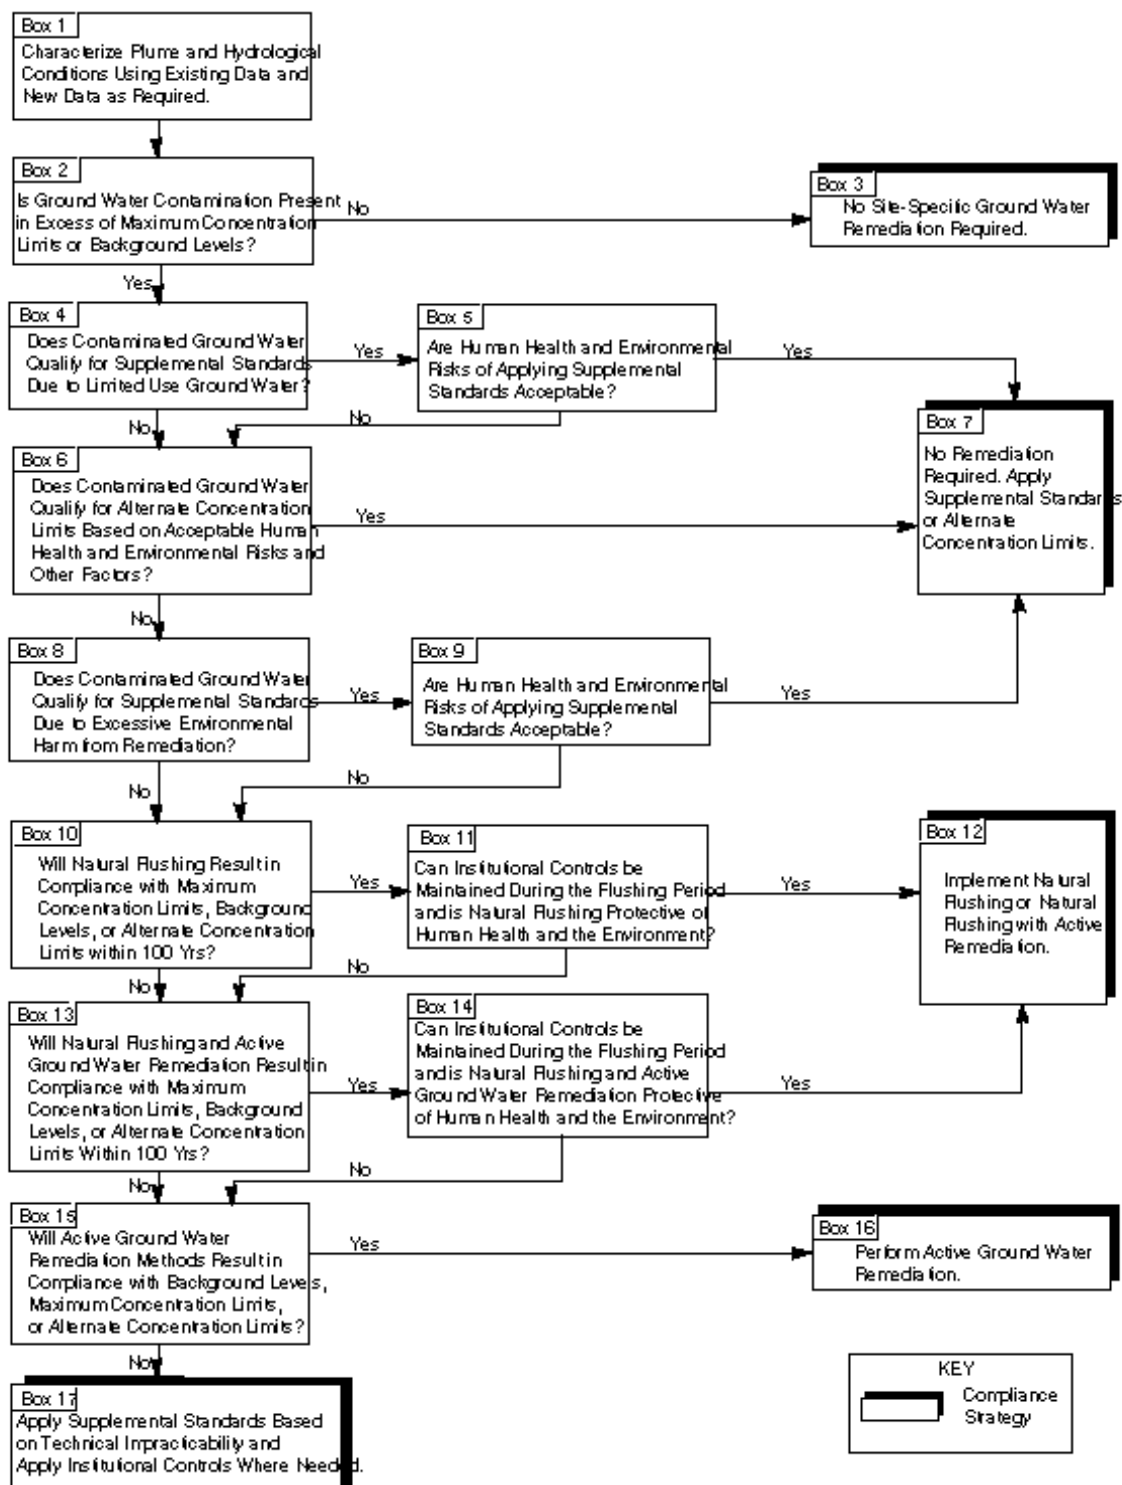 Box 1
Characterize Plume and Hydrological
Conditions Using Existing Data and
New Data as Required.
Box 2
Is Ground Water Contamination Present
in Excess of Maximum Concentration
Limits or Background Levels?
No
Box 3
No Site-Specific Ground Water
Remediation Required.
Yes
Box 4
Does Contaminated Ground Water
Qualify for Supplemental Standards
Due to Limited Use Ground Water?
Yes
Box 5
Are Human Health and Environmental
Risks of Applying Supplemental
Standards Acceptable?
Yes
No
No
Box 6
Does Contaminated Ground Water
Qualify for Alternate Concentration
Limits Based on Acceptable Human
Health and Environmental Risks and
Other Factors?
Yes
Box 7
No Remediation
Required. Apply
Supplemental Standards
or Alternate
Concentration Limits.
No
Box 8
Does Contaminated Ground Water
Qualify for Supplemental Standards
Due to Excessive Environmental
Harm from Remediation?
Yes
Box 9
Are Human Health and Environmental
Risks of Applying Supplemental
Standards Acceptable?
Yes
No
No
Box 10
Will Natural Flushing Result in
Compliance with Maximum
Concentration Limits, Background
Levels, or Alternate Concentration
Limits within 100 Yrs?
Yes
Box 11
Can Institutional Controls be
Maintained During the Flushing Period
and is Natural Flushing Protective of
Human Health and the Environment?
Yes
Box 12
Implement Natural
Flushing or Natural
Flushing with Active
Remediation.
No
No
Box 13
Will Natural Flushing and Active
Ground Water Remediation Result in
Compliance with Maximum
Concentration Limits, Background
Levels, or Alternate Concentration
Limits Within 100 Yrs?
Yes
Box 14
Can Institutional Controls be
Maintained During the Flushing Period
and is Natural Flushing and Active
Ground Water Remediation Protective
of Human Health and the Environment?
Yes
No
No
Box 15
Will Active Ground Water
Remediation Methods Result in
Compliance with Background Levels,
Maximum Concentration Limits,
or Alternate Concentration Limits?
Yes
Box 16
Perform Active Ground Water
Remediation.
No
Box 17
Apply Supplemental Standards Based
on Technical Impracticability and
Apply Institutional Controls Where Needed.
KEY
Compliance
Strategy